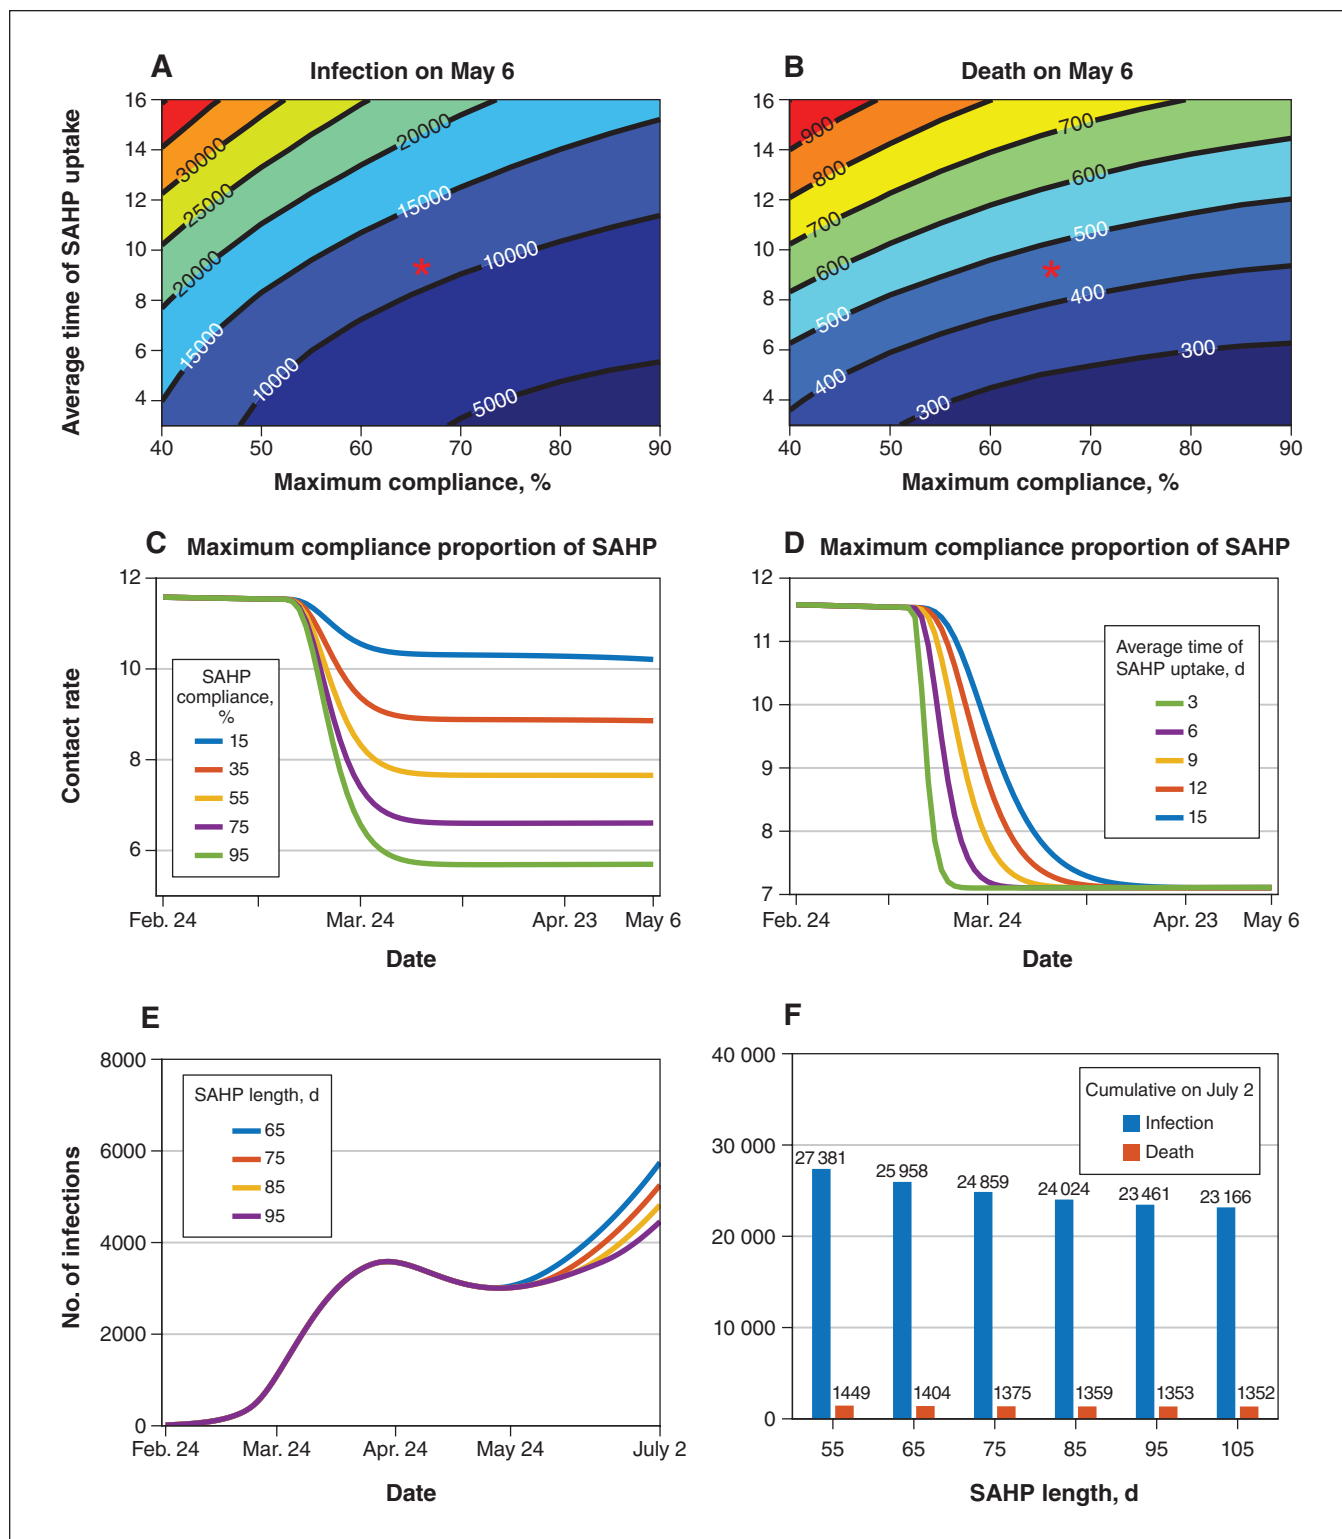 A
Infection on May 6
16
14
12
10
8
6
4
Average time of SAHP uptake
30000
25000
20000
20000
15000
15000
10000
10000
5000
*
40
50
60
70
80
90
Maximum compliance, %
B
Death on May 6
16
14
12
10
8
6
4
900
800
700
700
600
600
500
500
400
400
300
300
*
40
50
60
70
80
90
Maximum compliance, %
C
Maximum compliance proportion of SAHP
12
10
8
6
Contact rate
SAHP
compliance,
%
15
35
55
75
95
Feb. 24
Mar. 24
Apr. 23
May 6
Date
D
Maximum compliance proportion of SAHP
12
11
10
9
8
7
Average time of
SAHP uptake, d
3
6
9
12
15
Feb. 24
Mar. 24
Apr. 23
May 6
Date
E
8000
6000
4000
2000
0
No. of infections
SAHP length, d
65
75
85
95
Feb. 24
Mar. 24
Apr. 24
May 24
July 2
Date
F
40 000
30 000
20 000
10 000
0
Cumulative on July 2
Infection
Death
27 381
25 958
24 859
24 024
23 461
23 166
1449
1404
1375
1359
1353
1352
55
65
75
85
95
105
SAHP length, d